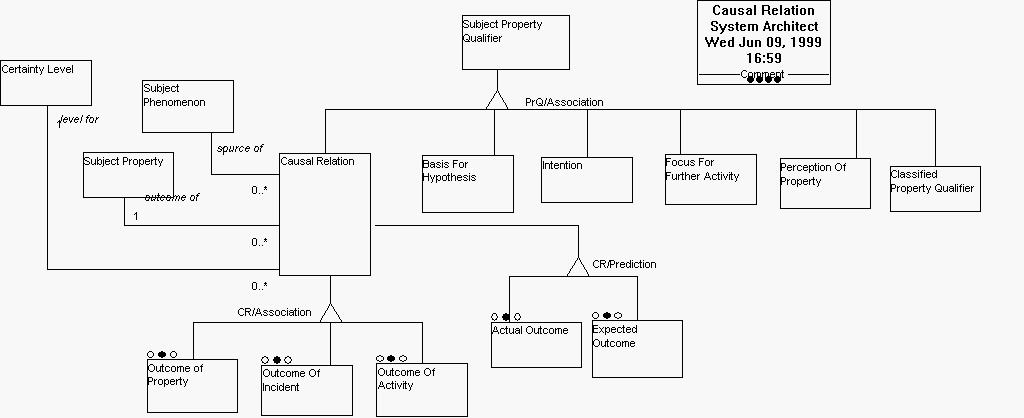 Subject Property
Qualifier
Causal Relation
System Architect
Wed Jun 09, 1999
16:59
Comment
Certainty Level
Subject
Phenomenon
PrQ/Association
1
level for
source of
Subject Property
Causal Relation
Basis For
Hypothesis
Intention
Focus For
Further Activity
Perception Of
Property
Classified
Property Qualifier
0..*
outcome of
1
0..*
CR/Prediction
0..*
CR/Association
Actual Outcome
Expected
Outcome
Outcome of
Property
Outcome Of
Incident
Outcome Of
Activity